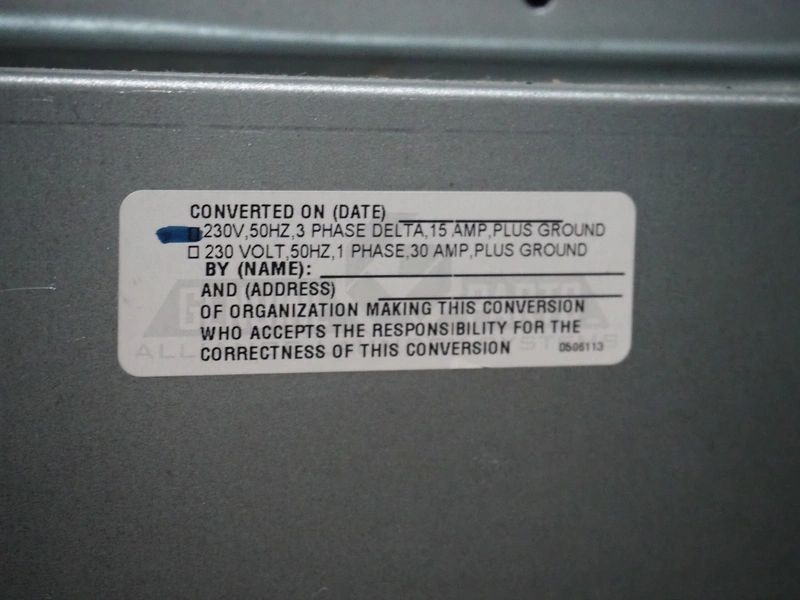 CONVERTED ON (DATE)
230V,50HZ,3 PHASE DELTA,15 AMP,PLUS GROUND
230 VOLT,50HZ,1 PHASE,30 AMP,PLUS GROUND
BY (NAME):
AND (ADDRESS)
OF ORGANIZATION MAKING THIS CONVERSION
WHO ACCEPTS THE RESPONSIBILITY FOR THE
CORRECTNESS OF THIS CONVERSION
D506113